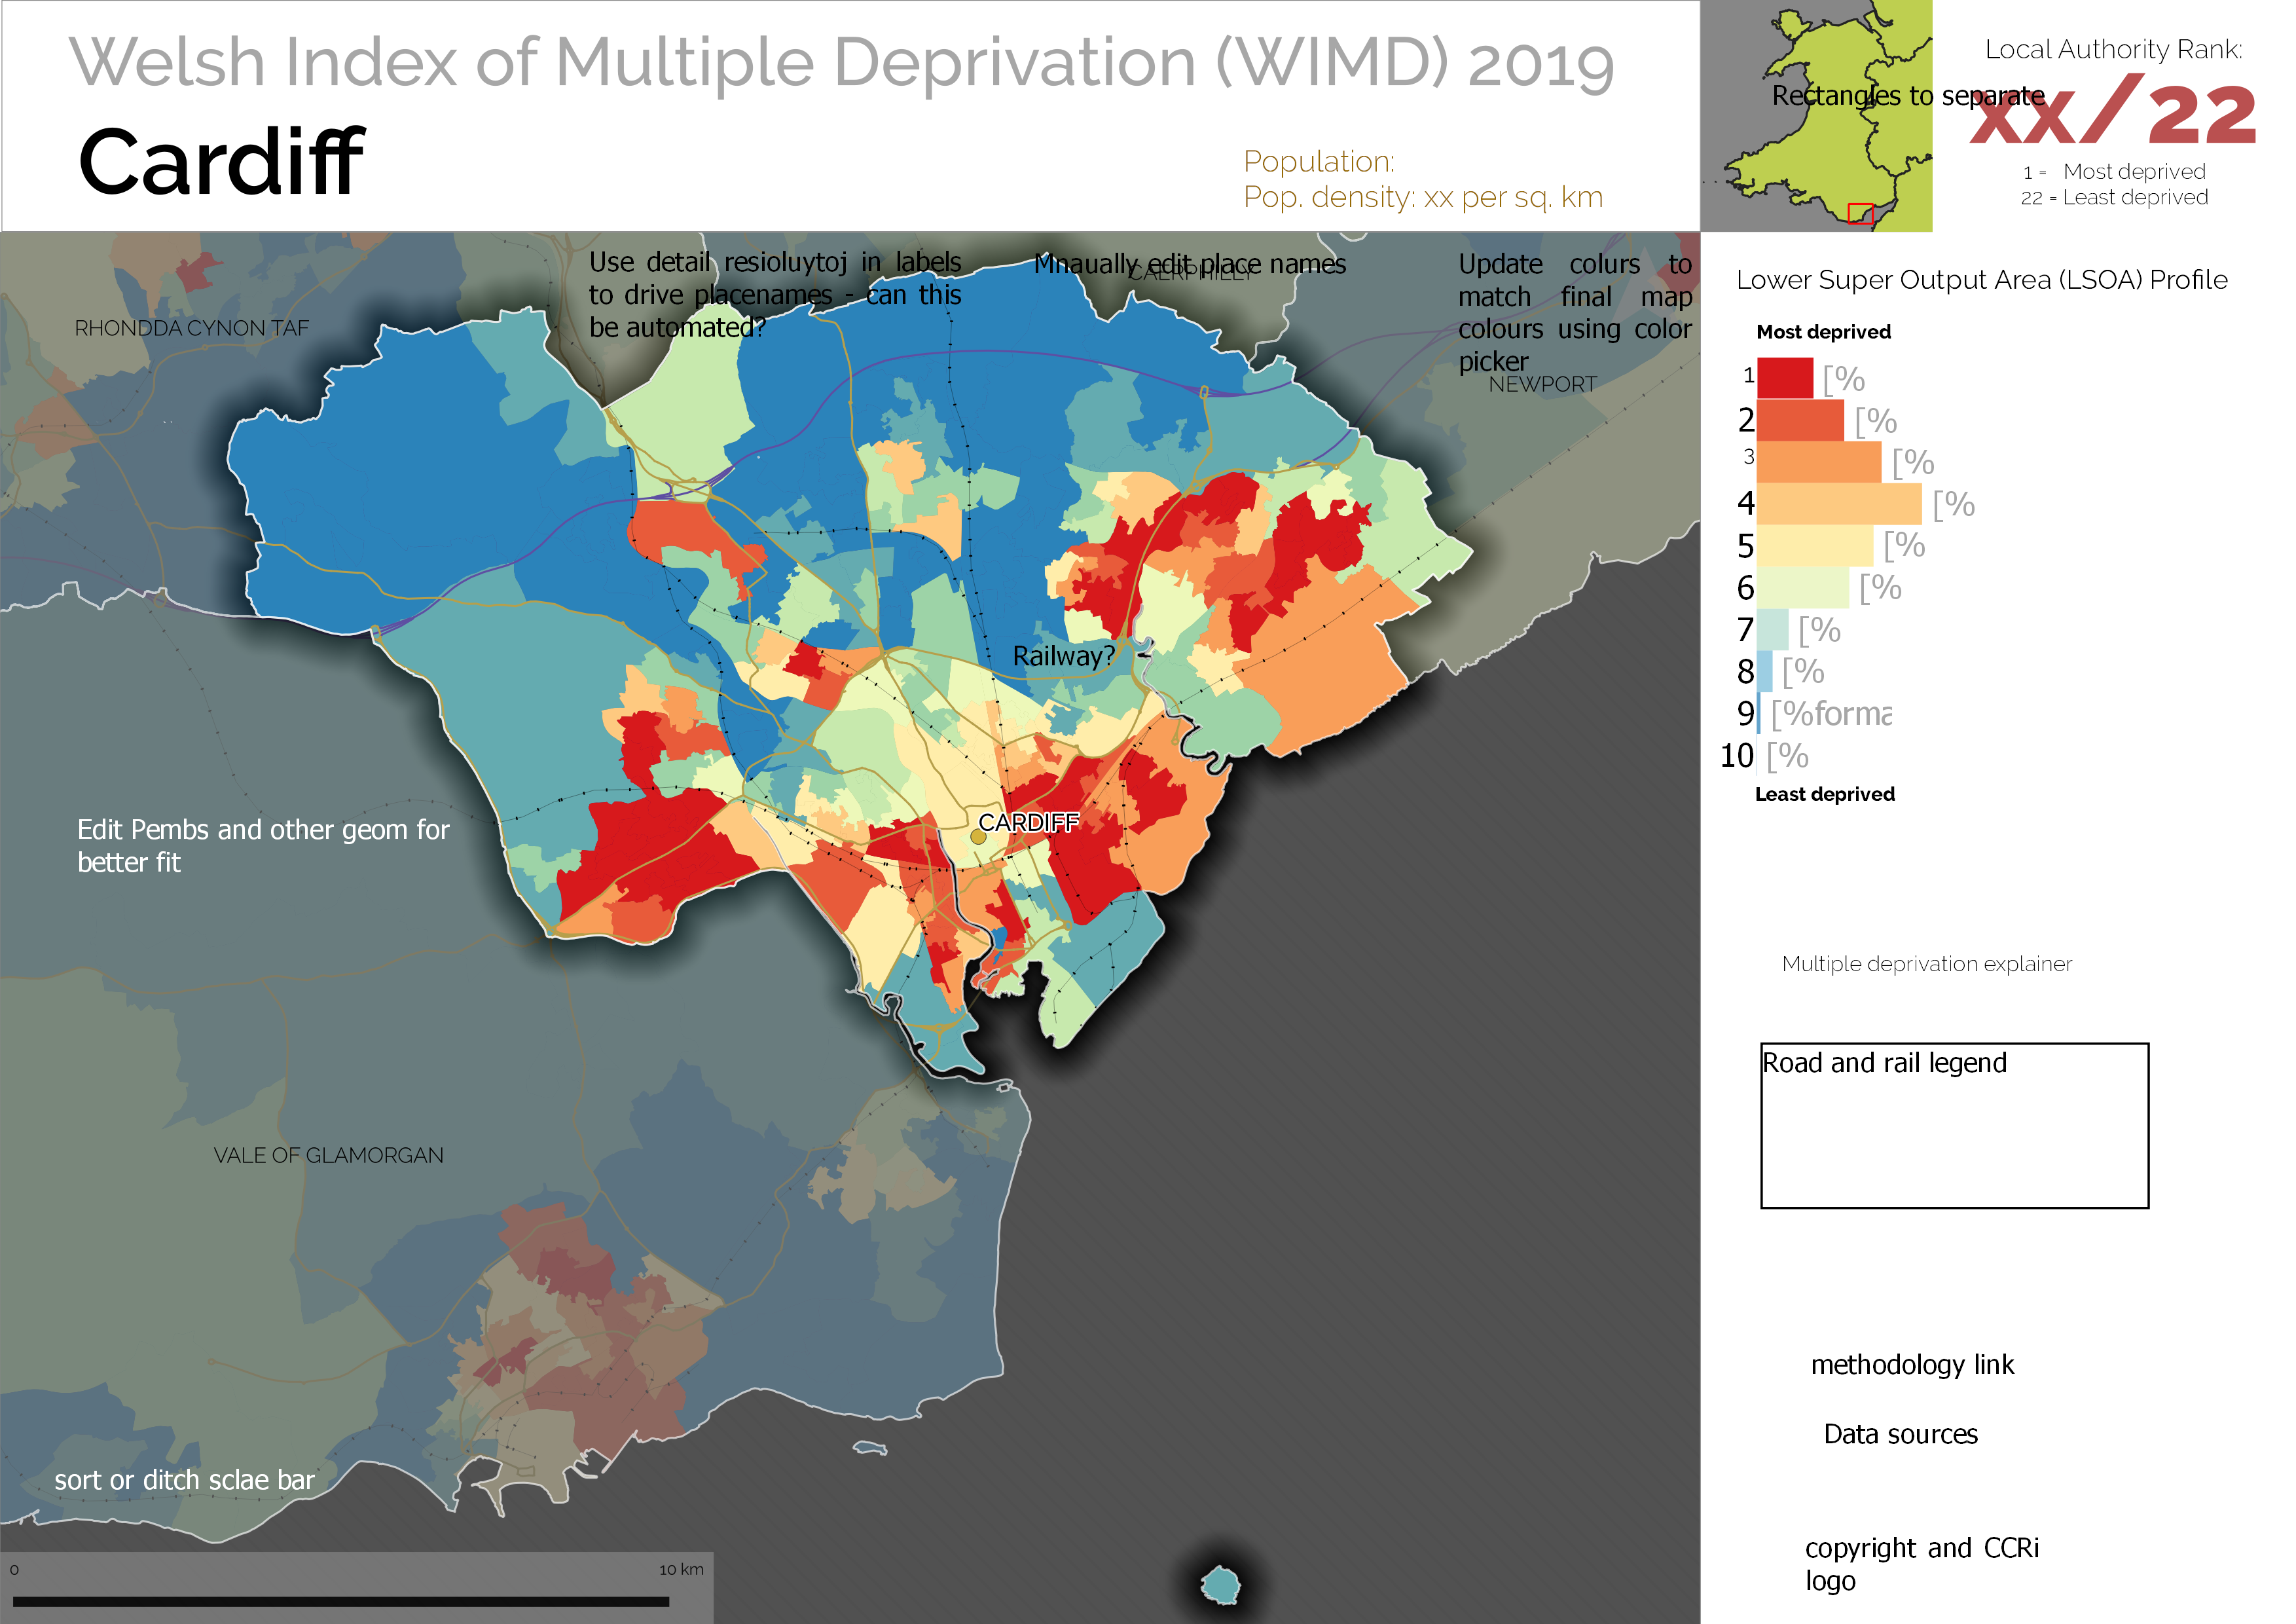 Welsh Index of Multiple Deprivation (WIMD) 2019
Cardiff
Population:
Pop. density: xx per sq. km
Rectangles to separate
Local Authority Rank:
xx/22
1 = Most deprived
22 = Least deprived
Use detail resioluytoj in labels
to drive placenames - can this
be automated?
Mnaually edit place names
CAERPHILLY
Update colurs to
match final map
colours using color
picker
NEWPORT
RHONDDA CYNON TAF
Railway?
CARDIFF
Edit Pembs and other geom for
better fit
VALE OF GLAMORGAN
sort or ditch sclae bar
0 10 km
Lower Super Output Area (LSOA) Profile
Most deprived
1 [%
2 [%
3 [%
4 [%
5 [%
6 [%
7 [%
8 [%
9 [%forma
10 [%
Least deprived
Multiple deprivation explainer
Road and rail legend
methodology link
Data sources
copyright and CCRi
logo